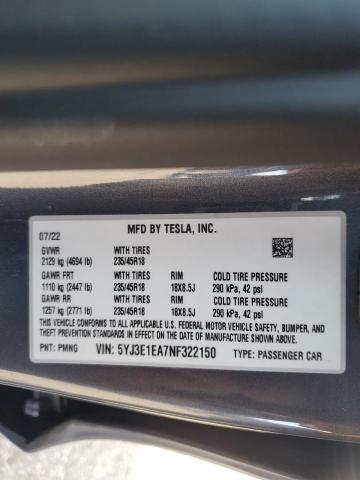 MFD BY TESLA, INC.
07/22
GVWR WITH TIRES
2129 kg (4694 lb) 235/45R18
GAWR FRT WITH TIRES RIM COLD TIRE PRESSURE
1110 kg (2447 lb) 235/45R18 18X8.5J 290 kPa, 42 psi
GAWR RR WITH TIRES RIM COLD TIRE PRESSURE
1257 kg (2771 lb) 235/45R18 18X8.5J 290 kPa, 42 psi
THIS VEHICLE CONFORMS TO ALL APPLICABLE FEDERAL MOTOR VEHICLE SAFETY, BUMPER, AND
THEFT PREVENTION STANDARDS IN EFFECT ON THE DATE OF MANUFACTURE SHOWN ABOVE.
PNT: PMNG VIN: 5YJ3E1EA7NF322150 TYPE: PASSENGER CAR